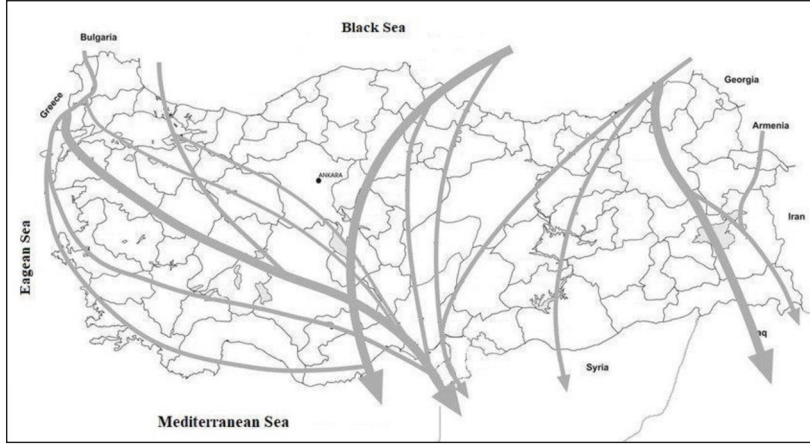 Black Sea
Bulgaria
Georgia
Greece
Armenia
ANKARA
Iran
Eagean Sea
aq
Syria
Mediterranean Sea